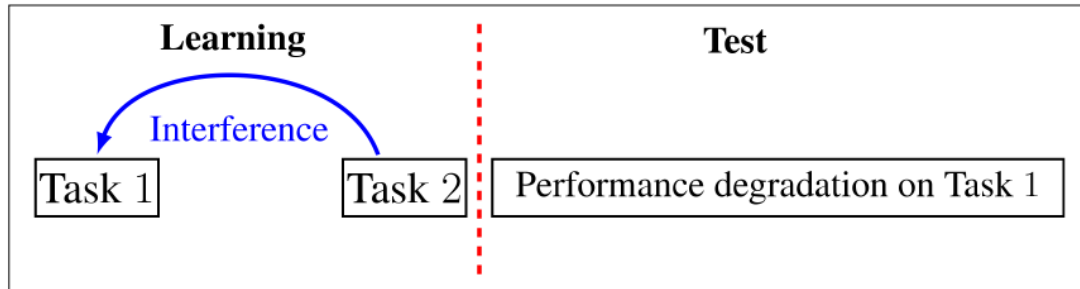 Learning
Test
Interference
Task 1
Task 2
Performance degradation on Task 1